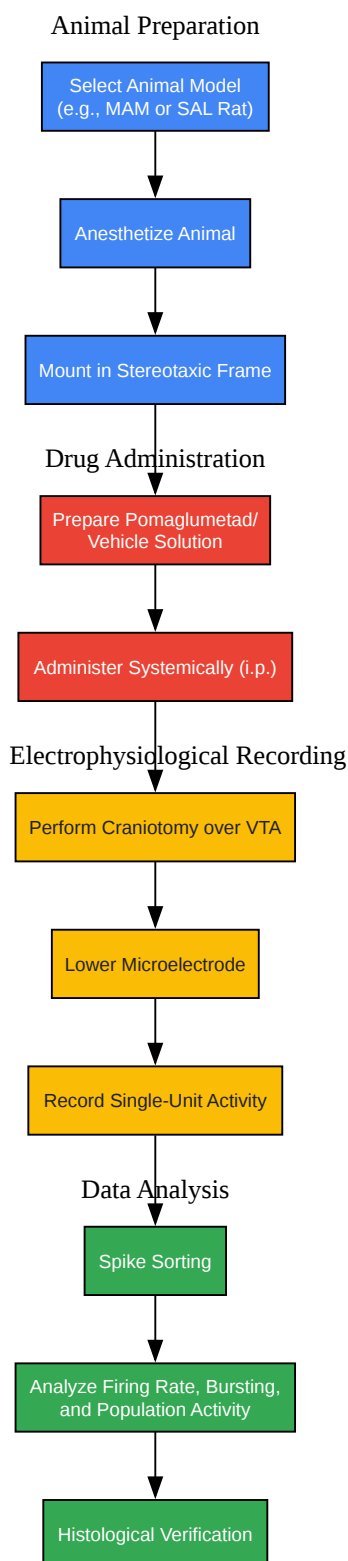 Animal Preparation
Select Animal Model
(e.g., MAM or SAL Rat)
Anesthetize Animal
Mount in Stereotaxic Frame
Drug Administration
Prepare Pomaglumetad/
Vehicle Solution
Administer Systemically (i.p.)
Electrophysiological Recording
Perform Craniotomy over VTA
Lower Microelectrode
Record Single-Unit Activity
Data Analysis
Spike Sorting
Analyze Firing Rate, Bursting,
and Population Activity
Histological Verification